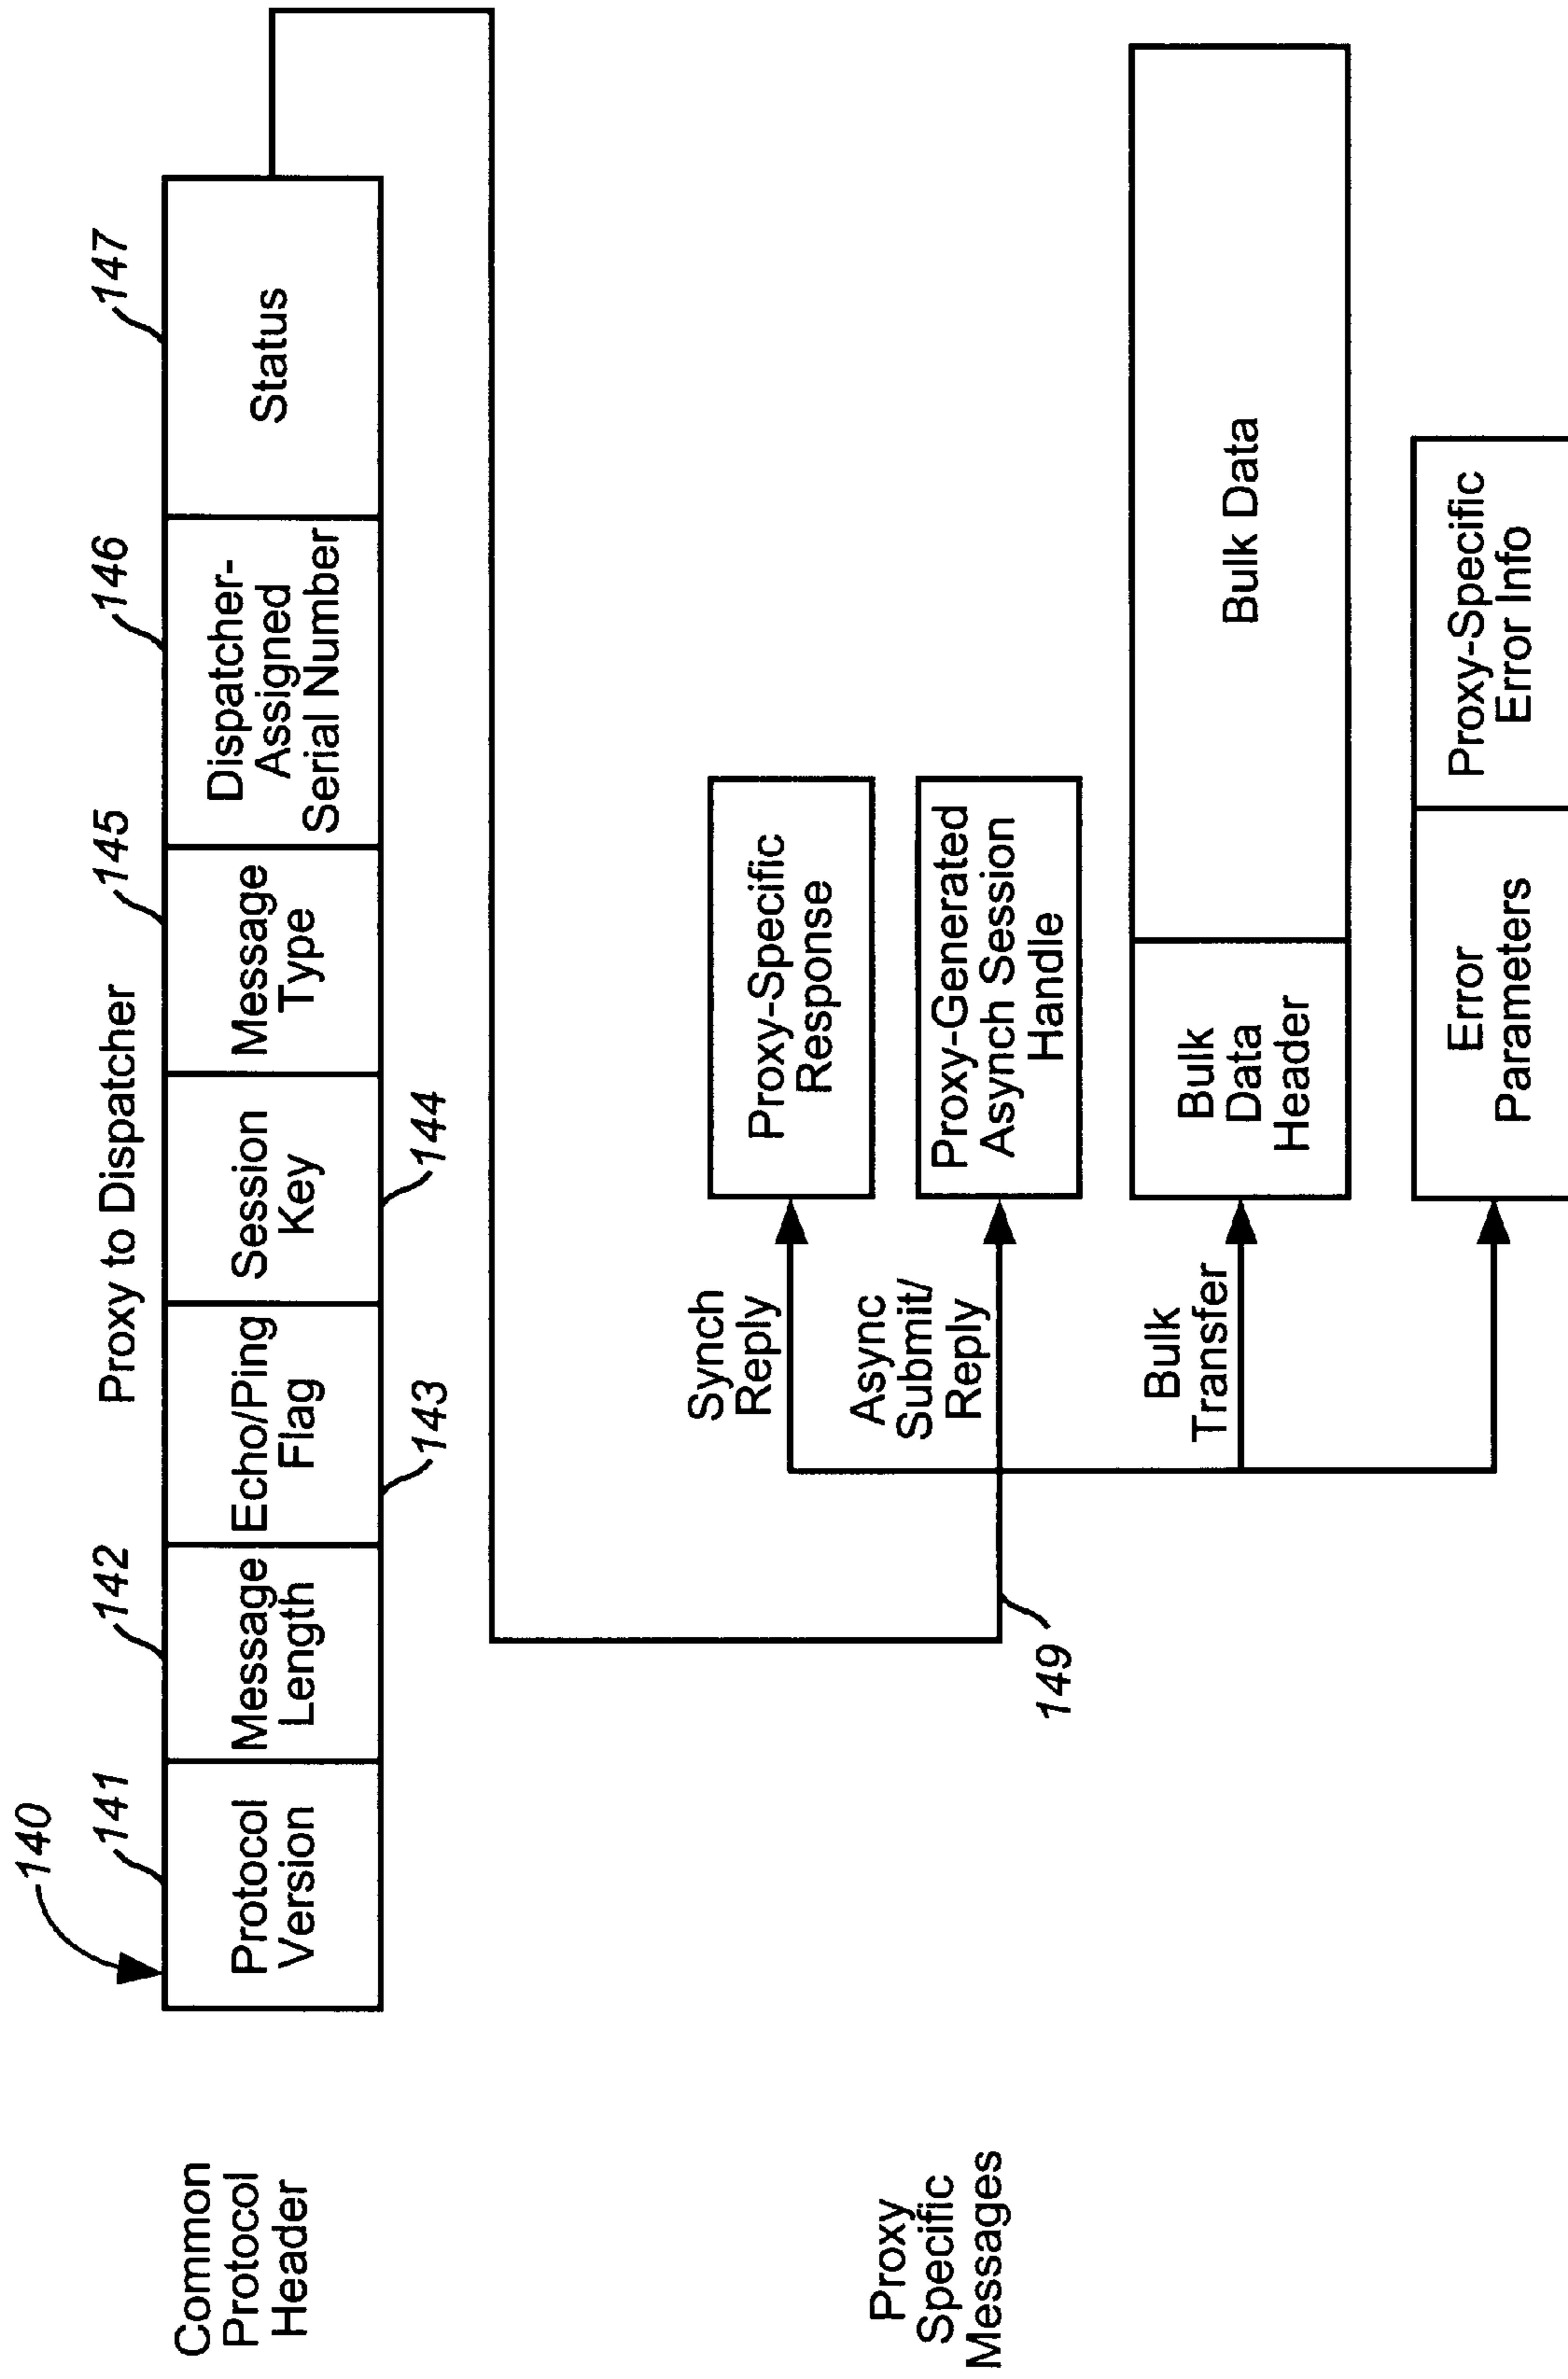 Proxy to Dispatcher
140
141
142
145
146
147
Common
Protocol
Header
Protocol
Version
Message
Length
Echo/Ping
Flag
Session
Key
Message
Type
Dispatcher-
Assigned
Serial Number
Status
143
144
Proxy
Specific
Messages
149
Synch
Reply
Proxy-Specific
Response
Async
Submit/
Reply
Proxy-Generated
Asynch Session
Handle
Bulk
Transfer
Bulk
Data
Header
Bulk Data
Error
Parameters
Proxy-Specific
Error Info